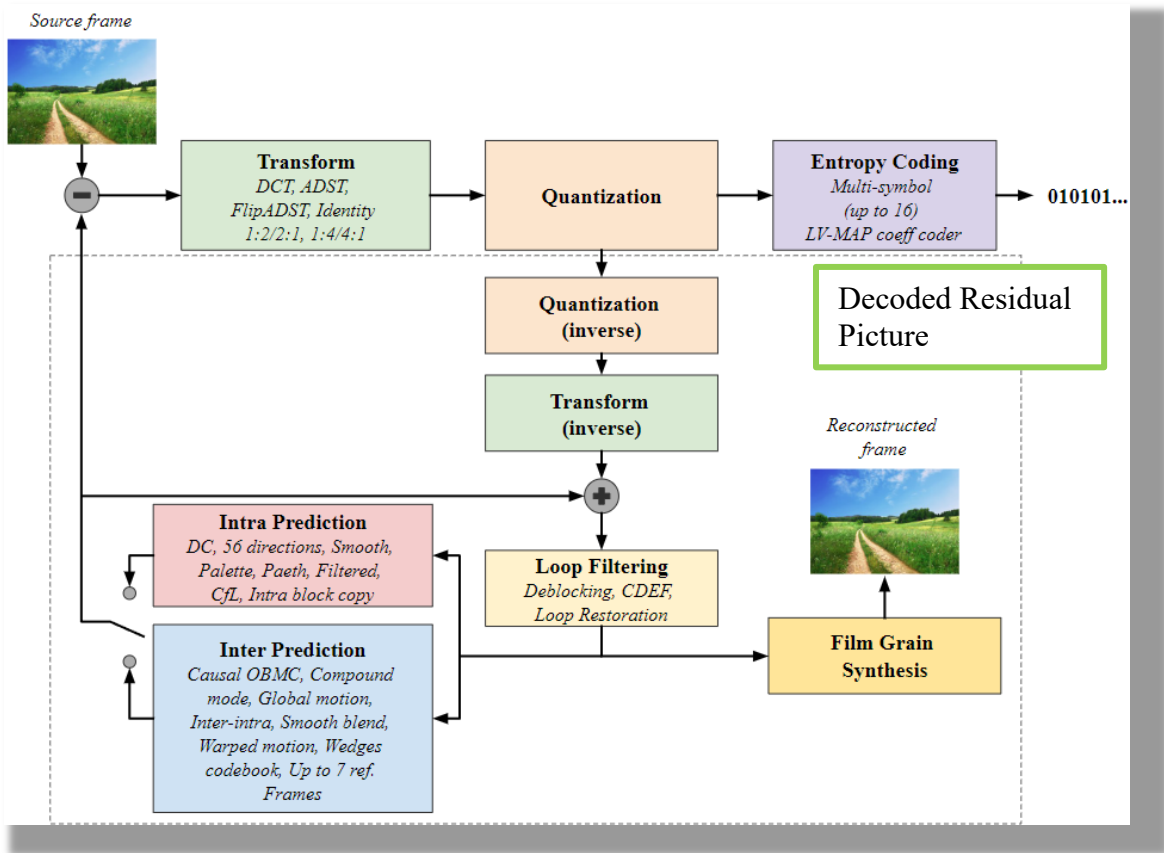 Source frame
Transform
DCT, ADST,
FlipADST, Identity
1:2/2:1, 1:4/4:1
Quantization
Entropy Coding
Multi-symbol
(up to 16)
LV-MAP coeff coder
010101...
Quantization
(inverse)
Decoded Residual
Picture
Transform
(inverse)
Reconstructed
frame
Intra Prediction
DC, 56 directions, Smooth,
Palette, Paeth, Filtered,
CfL, Intra block copy
Loop Filtering
Deblocking, CDEF,
Loop Restoration
Inter Prediction
Causal OBMC, Compound
mode, Global motion,
Inter-intra, Smooth blend,
Warped motion, Wedges
codebook, Up to 7 ref.
Frames
Film Grain
Synthesis